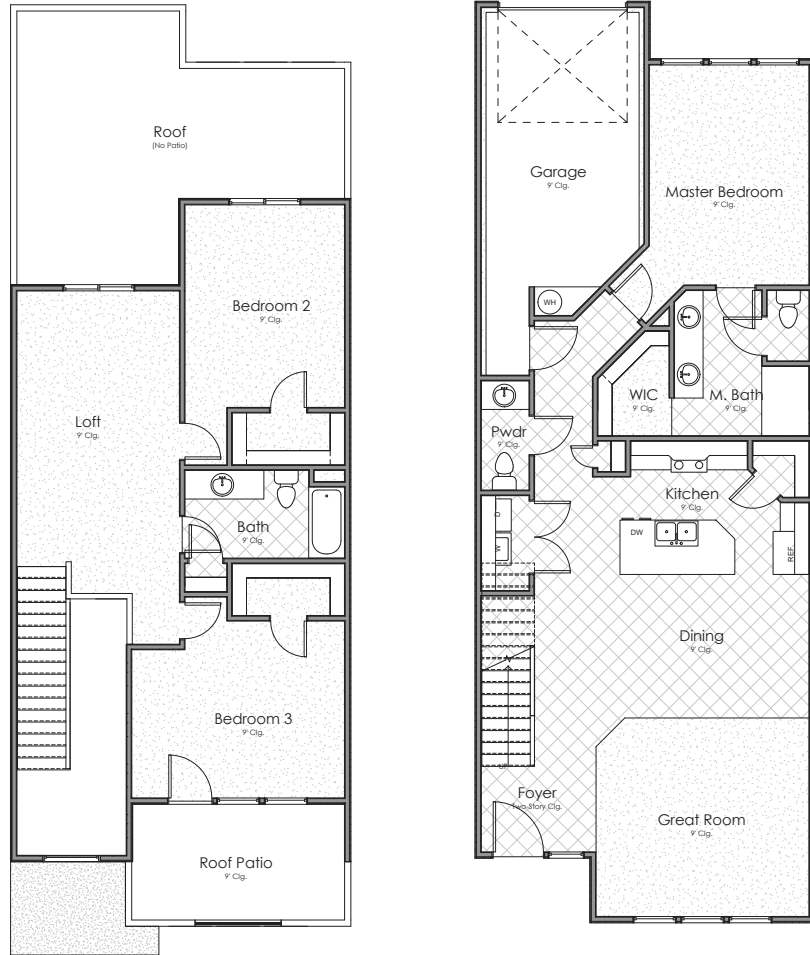 Roof
(No Patio)
Bedroom 2
9' Clg.
Loft
9' Clg.
Bath
9' Clg.
Bedroom 3
9' Clg.
Roof Patio
9' Clg.
Garage
9' Clg.
Master Bedroom
9' Clg.
WH
WIC
9' Clg.
M. Bath
9' Clg.
Pwdr
9' Clg.
Kitchen
9' Clg.
D
W
DW
REF.
Dining
9' Clg.
UP
Foyer
Two Story Clg.
Great Room
9' Clg.